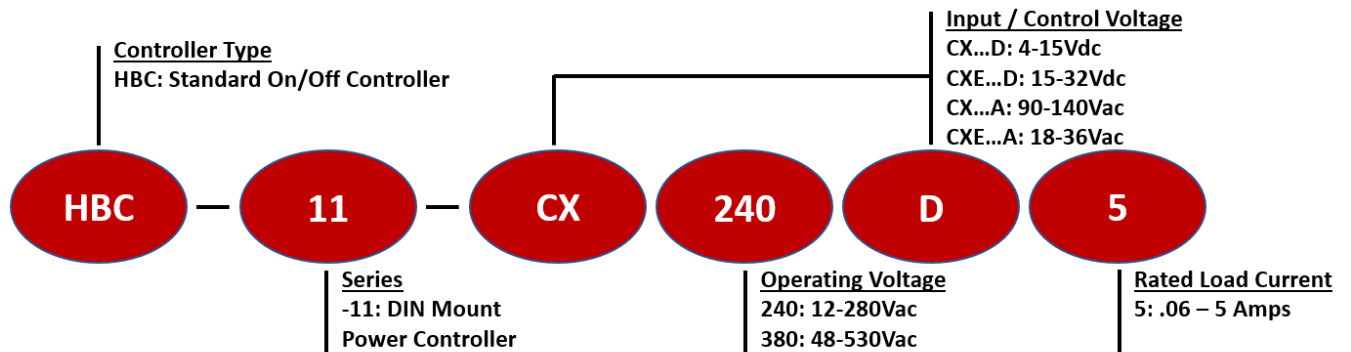 Input / Control Voltage
Controller Type
CX...D: 4-15Vdc
HBC: Standard On/Off Controller
CXE...D: 15-32Vdc
CX...A: 90-140Vac
CXE...A: 18-36Vac
HBC — 11 — CX 240 D 5
Series
Operating Voltage
Rated Load Current
-11: DIN Mount
240: 12-280Vac
5: .06 – 5 Amps
Power Controller
380: 48-530Vac